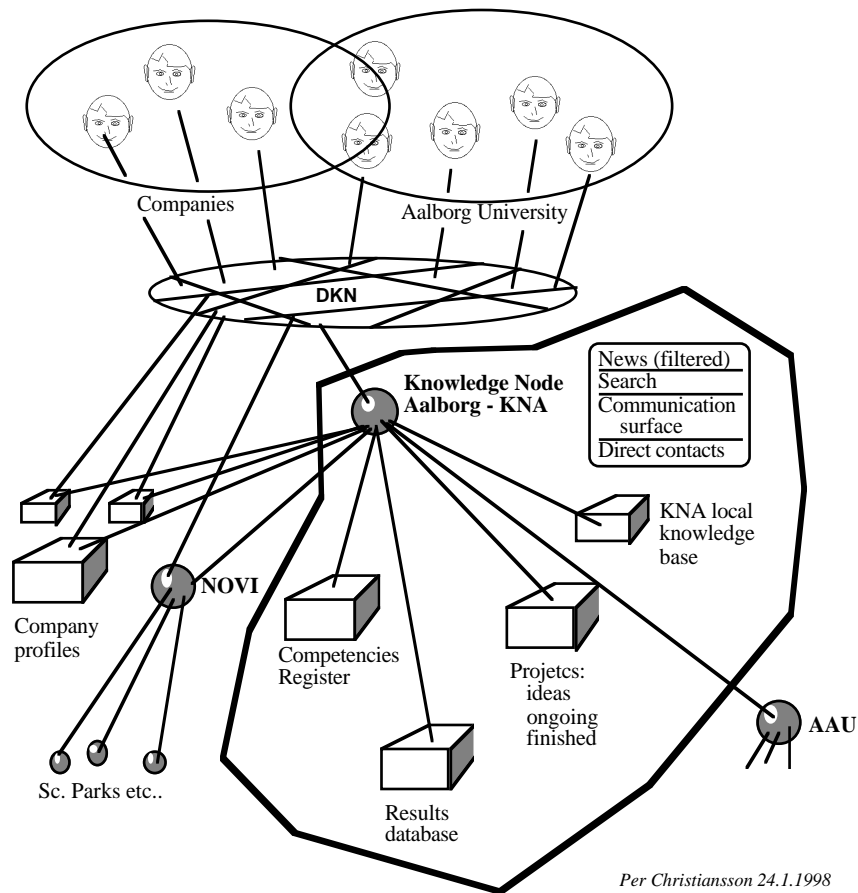 Companies
Aalborg University
DKN
Knowledge Node
Aalborg - KNA
News (filtered)
Search
Communication
surface
Direct contacts
KNA local
knowledge
base
NOVI
Company
profiles
Competencies
Register
Projetcs:
ideas
ongoing
finished
AAU
Sc. Parks etc..
Results
database
Per Christiansson 24.1.1998